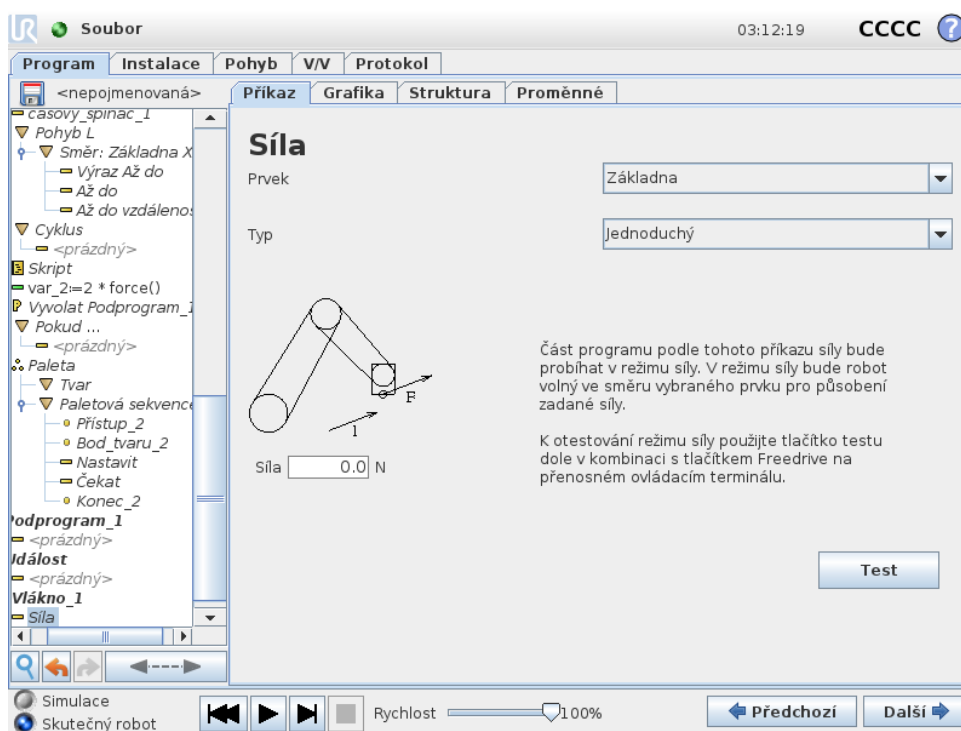 UR Soubor 03:12:19 CCCC ?
Program Instalace Pohyb V/V Protokol
<nepojmenovaná> Příkaz Grafika Struktura Proměnné
časový_spínač_1
Pohyb L
Směr: Základna X
Výraz Až do
Až do
Až do vzdálenos
Cyklus
<prázdný>
Skript
var_2:=2 * force()
Vyvolat Podprogram_1
Pokud ...
<prázdný>
Paleta
Tvar
Paletová sekvence
Přístup_2
Bod_tvaru_2
Nastavit
Čekat
Konec_2
Podprogram_1
<prázdný>
Událost
<prázdný>
Vlákno_1
Síla
Síla
Prvek Základna
Typ Jednoduchý
F
1
Síla 0.0 N
Část programu podle tohoto příkazu síly bude
probíhat v režimu síly. V režimu síly bude robot
volný ve směru vybraného prvku pro působení
zadané síly.
K otestování režimu síly použijte tlačítko testu
dole v kombinaci s tlačítkem Freedrive na
přenosném ovládacím terminálu.
Test
Simulace
Skutečný robot
Rychlost 100%
Předchozí Další